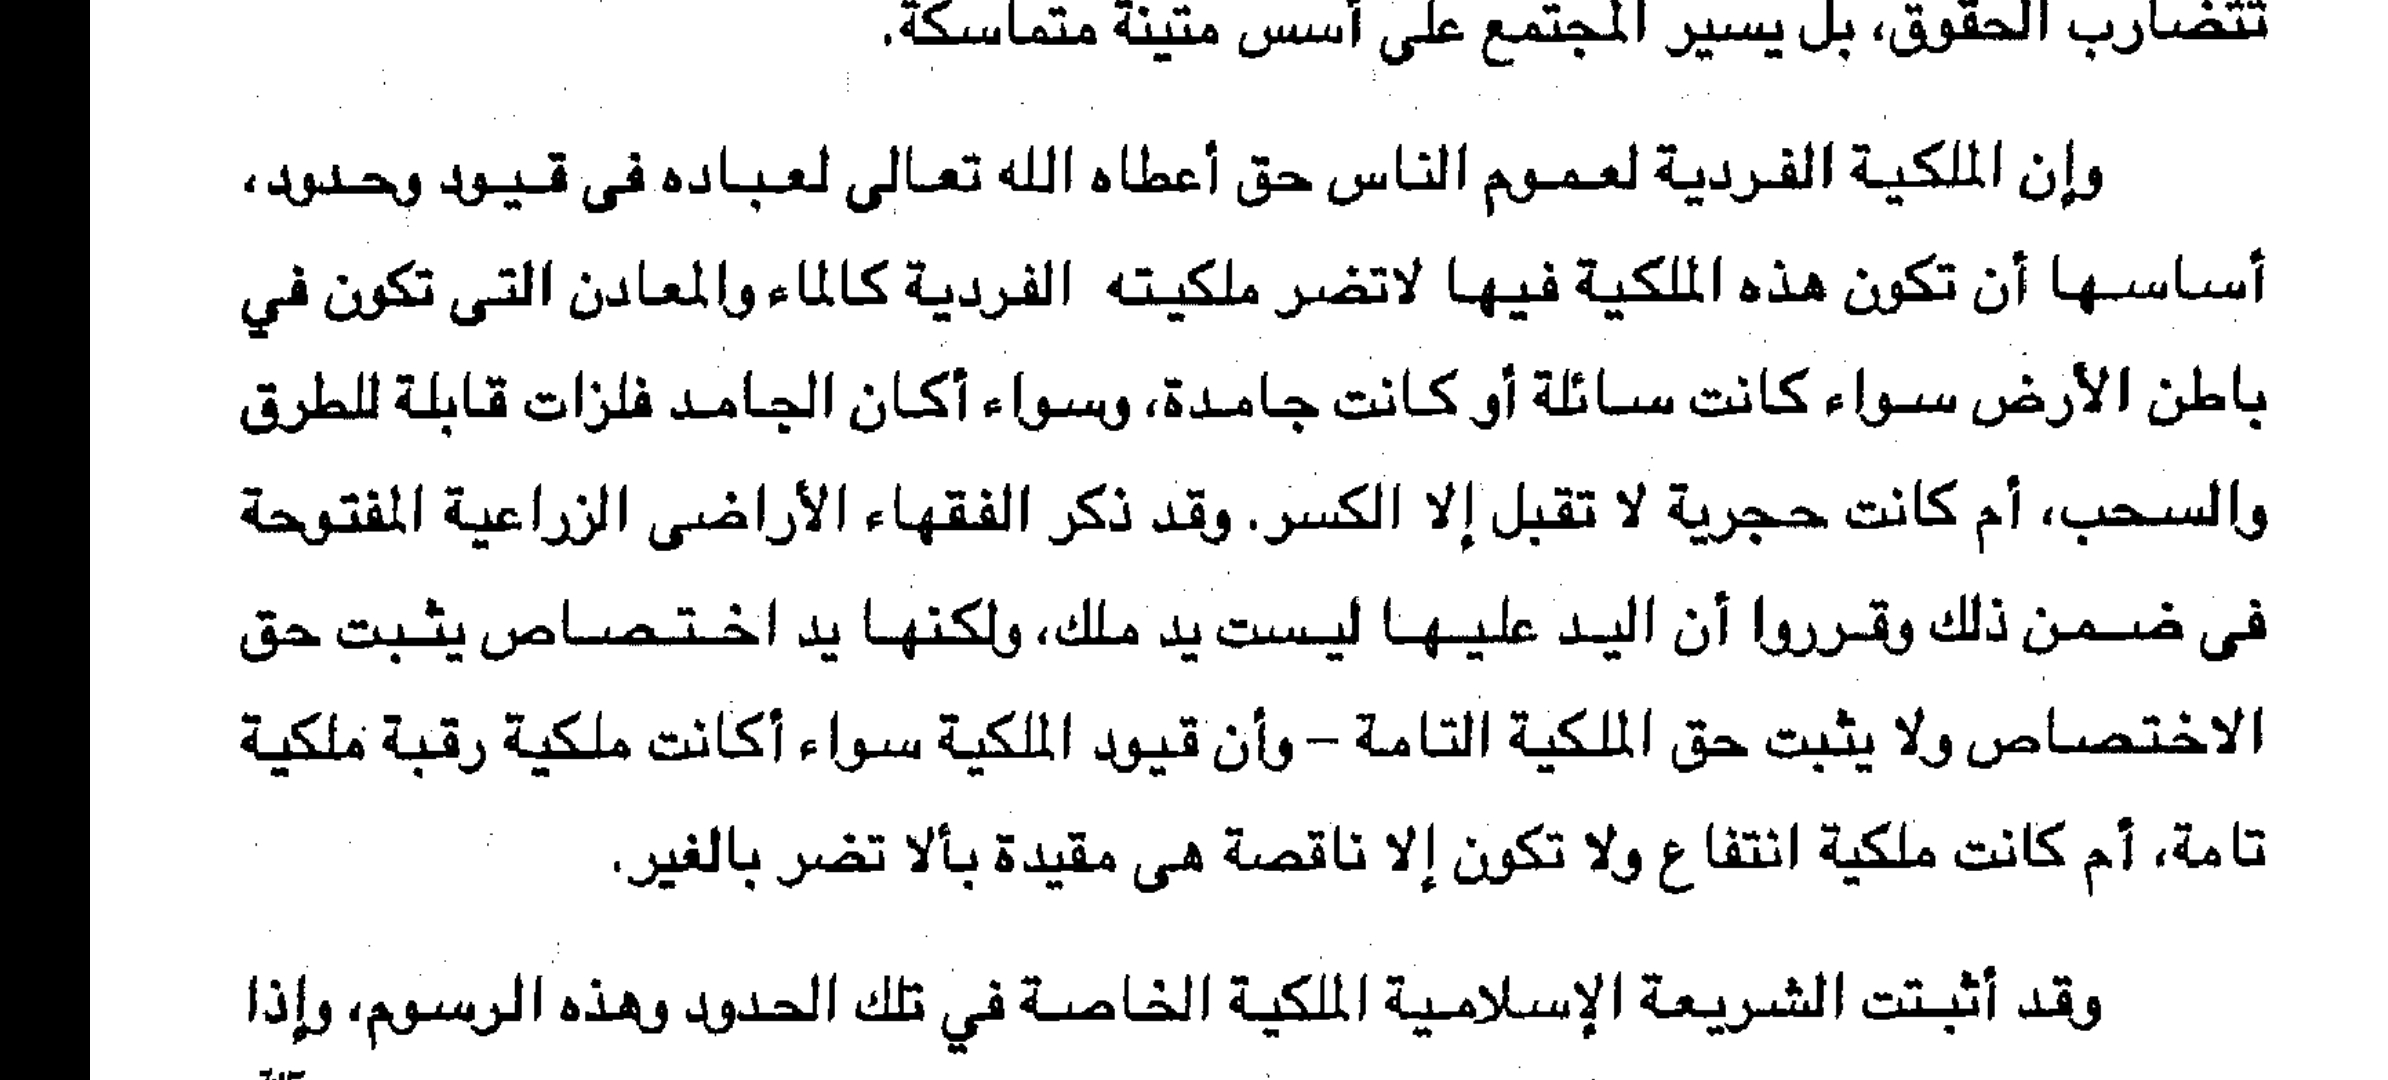 تتضارب الحقوق، بل يسير المجتمع على أسس متينة متماسكة.
وإن الملكية الفردية لعموم الناس حق أعطاه الله تعالى لعباده فى قيود وحدود،
أساسها أن تكون هذه الملكية فيها لاتضر ملكيته الفردية كالماء والمعادن التى تكون في
باطن الأرض سواء كانت سائلة أو كانت جامدة، وسواء أكان الجامد فلزات قابلة للطرق
والسحب، أم كانت حجرية لا تقبل إلا الكسر. وقد ذكر الفقهاء الأراضى الزراعية المفتوحة
فى ضمن ذلك وقرروا أن اليد عليها ليست يد ملك، ولكنها يد اختصاص يثبت حق
الاختصاص ولا يثبت حق الملكية التامة – وأن قيود الملكية سواء أكانت ملكية رقبة ملكية
تامة، أم كانت ملكية انتفاع ولا تكون إلا ناقصة هى مقيدة بألا تضر بالغير.
وقد أثبتت الشريعة الإسلامية الملكية الخاصة في تلك الحدود وهذه الرسوم، وإذا